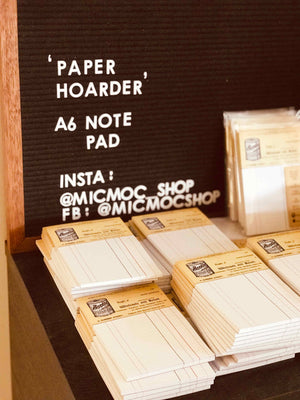 'PAPER
HOARDER'
A6 NOTE
PAD
INSTA :
@MICMOC_SHOP
FB: @MICMOCSHOP